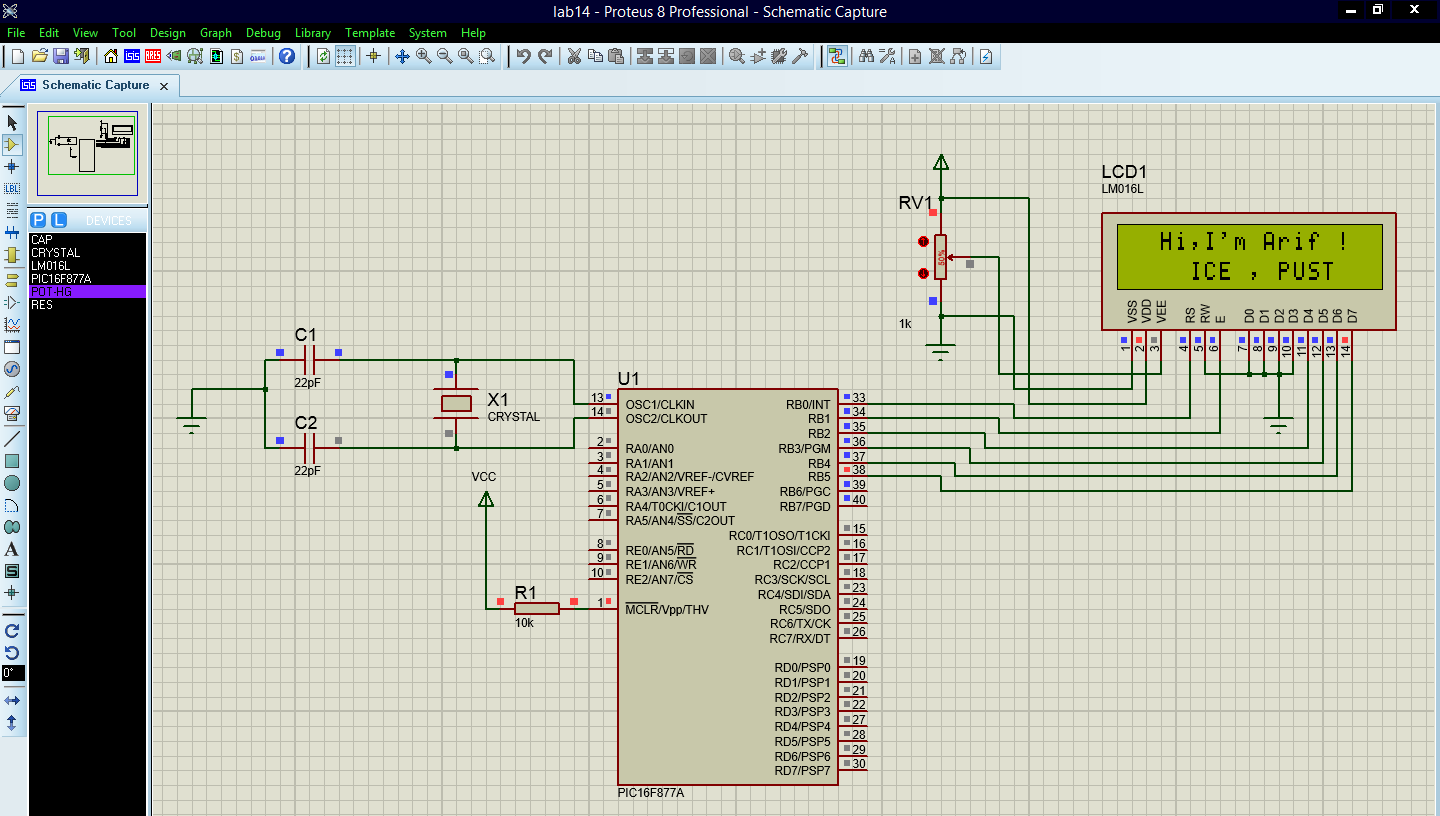 lab14 - Proteus 8 Professional - Schematic Capture
File Edit View Tool Design Graph Debug Library Template System Help
Schematic Capture
P L DEVICES
CAP
CRYSTAL
LM016L
PIC16F877A
POT-HG
RES
LBL
A
0°
C1
22pF
C2
22pF
X1
CRYSTAL
VCC
R1
10k
RV1
50%
1k
LCD1
LM016L
Hi,I'm Arif !
ICE , PUST
VSS VDD VEE RS RW E D0 D1 D2 D3 D4 D5 D6 D7
1 2 3 4 5 6 7 8 9 10 11 12 13 14
U1
13 OSC1/CLKIN RB0/INT 33
14 OSC2/CLKOUT RB1 34
RB2 35
2 RA0/AN0 RB3/PGM 36
3 RA1/AN1 RB4 37
4 RA2/AN2/VREF-/CVREF RB5 38
5 RA3/AN3/VREF+ RB6/PGC 39
6 RA4/T0CKI/C1OUT RB7/PGD 40
7 RA5/AN4/SS/C2OUT
RC0/T1OSO/T1CKI 15
8 RE0/AN5/RD RC1/T1OSI/CCP2 16
9 RE1/AN6/WR RC2/CCP1 17
10 RE2/AN7/CS RC3/SCK/SCL 18
RC4/SDI/SDA 23
1 MCLR/Vpp/THV RC5/SDO 24
RC6/TX/CK 25
RC7/RX/DT 26
RD0/PSP0 19
RD1/PSP1 20
RD2/PSP2 21
RD3/PSP3 22
RD4/PSP4 27
RD5/PSP5 28
RD6/PSP6 29
RD7/PSP7 30
PIC16F877A